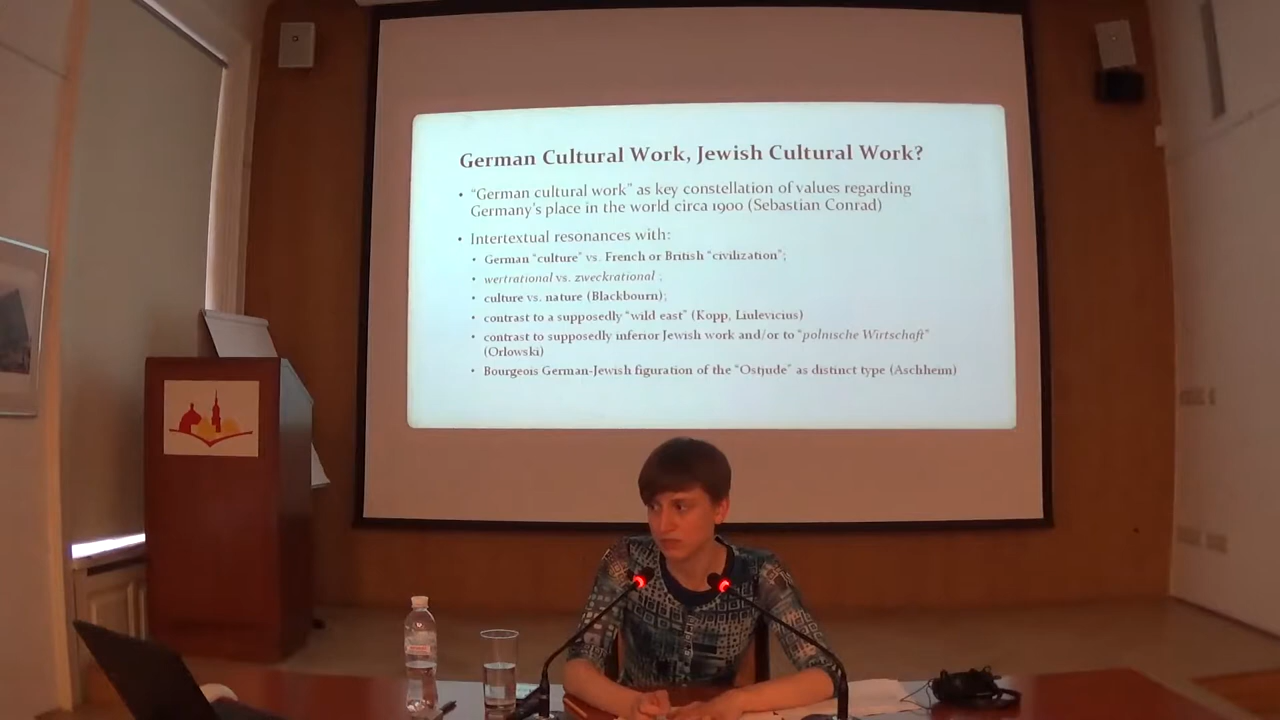 German Cultural Work, Jewish Cultural Work?
• "German cultural work" as key constellation of values regarding
Germany's place in the world circa 1900 (Sebastian Conrad)
• Intertextual resonances with:
• German "culture" vs. French or British "civilization";
• wertrational vs. zweckrational ;
• culture vs. nature (Blackbourn);
• contrast to a supposedly "wild east" (Kopp, Liulevicius)
• contrast to supposedly inferior Jewish work and/or to "polnische Wirtschaft"
(Orlowski)
• Bourgeois German-Jewish figuration of the "Ostjude" as distinct type (Aschheim)